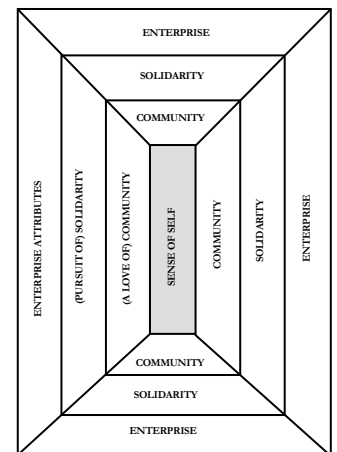 ENTERPRISE
SOLIDARITY
COMMUNITY
ENTERPRISE ATTRIBUTES
(PURSUIT OF) SOLIDARITY
(A LOVE OF) COMMUNITY
SENSE OF SELF
COMMUNITY
SOLIDARITY
ENTERPRISE
COMMUNITY
SOLIDARITY
ENTERPRISE